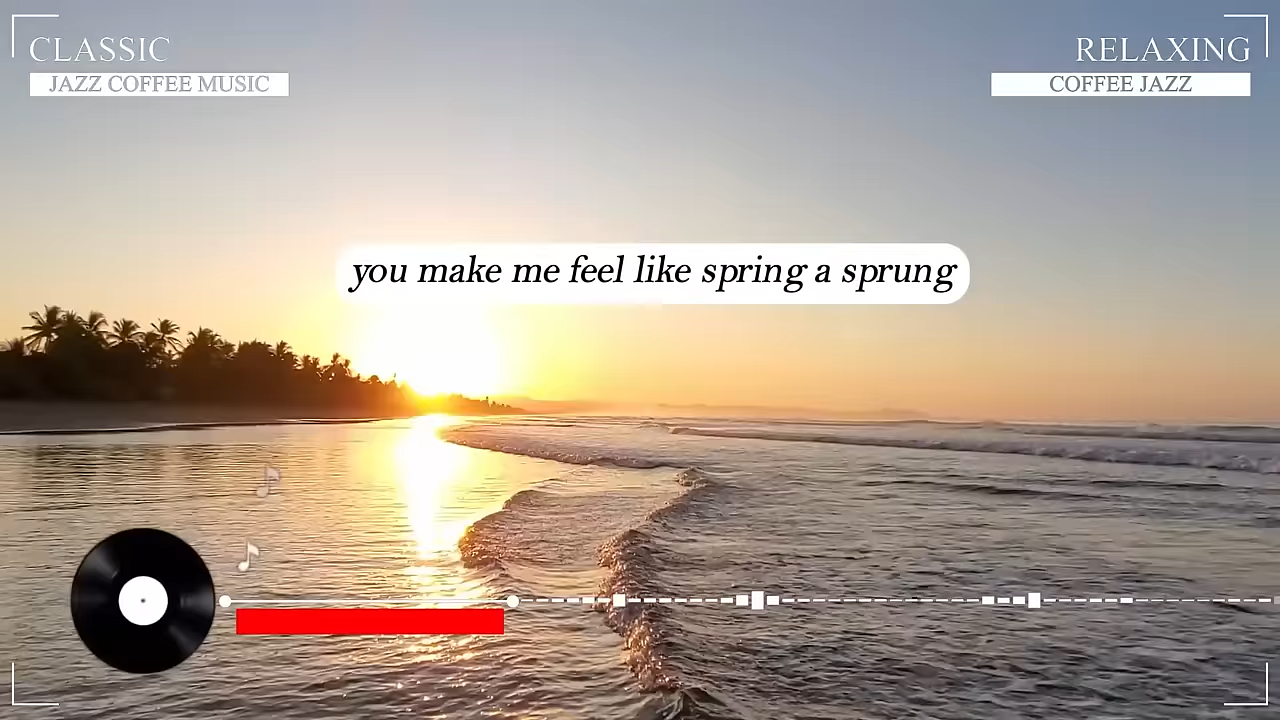 CLASSIC
JAZZ COFFEE MUSIC
RELAXING
COFFEE JAZZ
you make me feel like spring a sprung